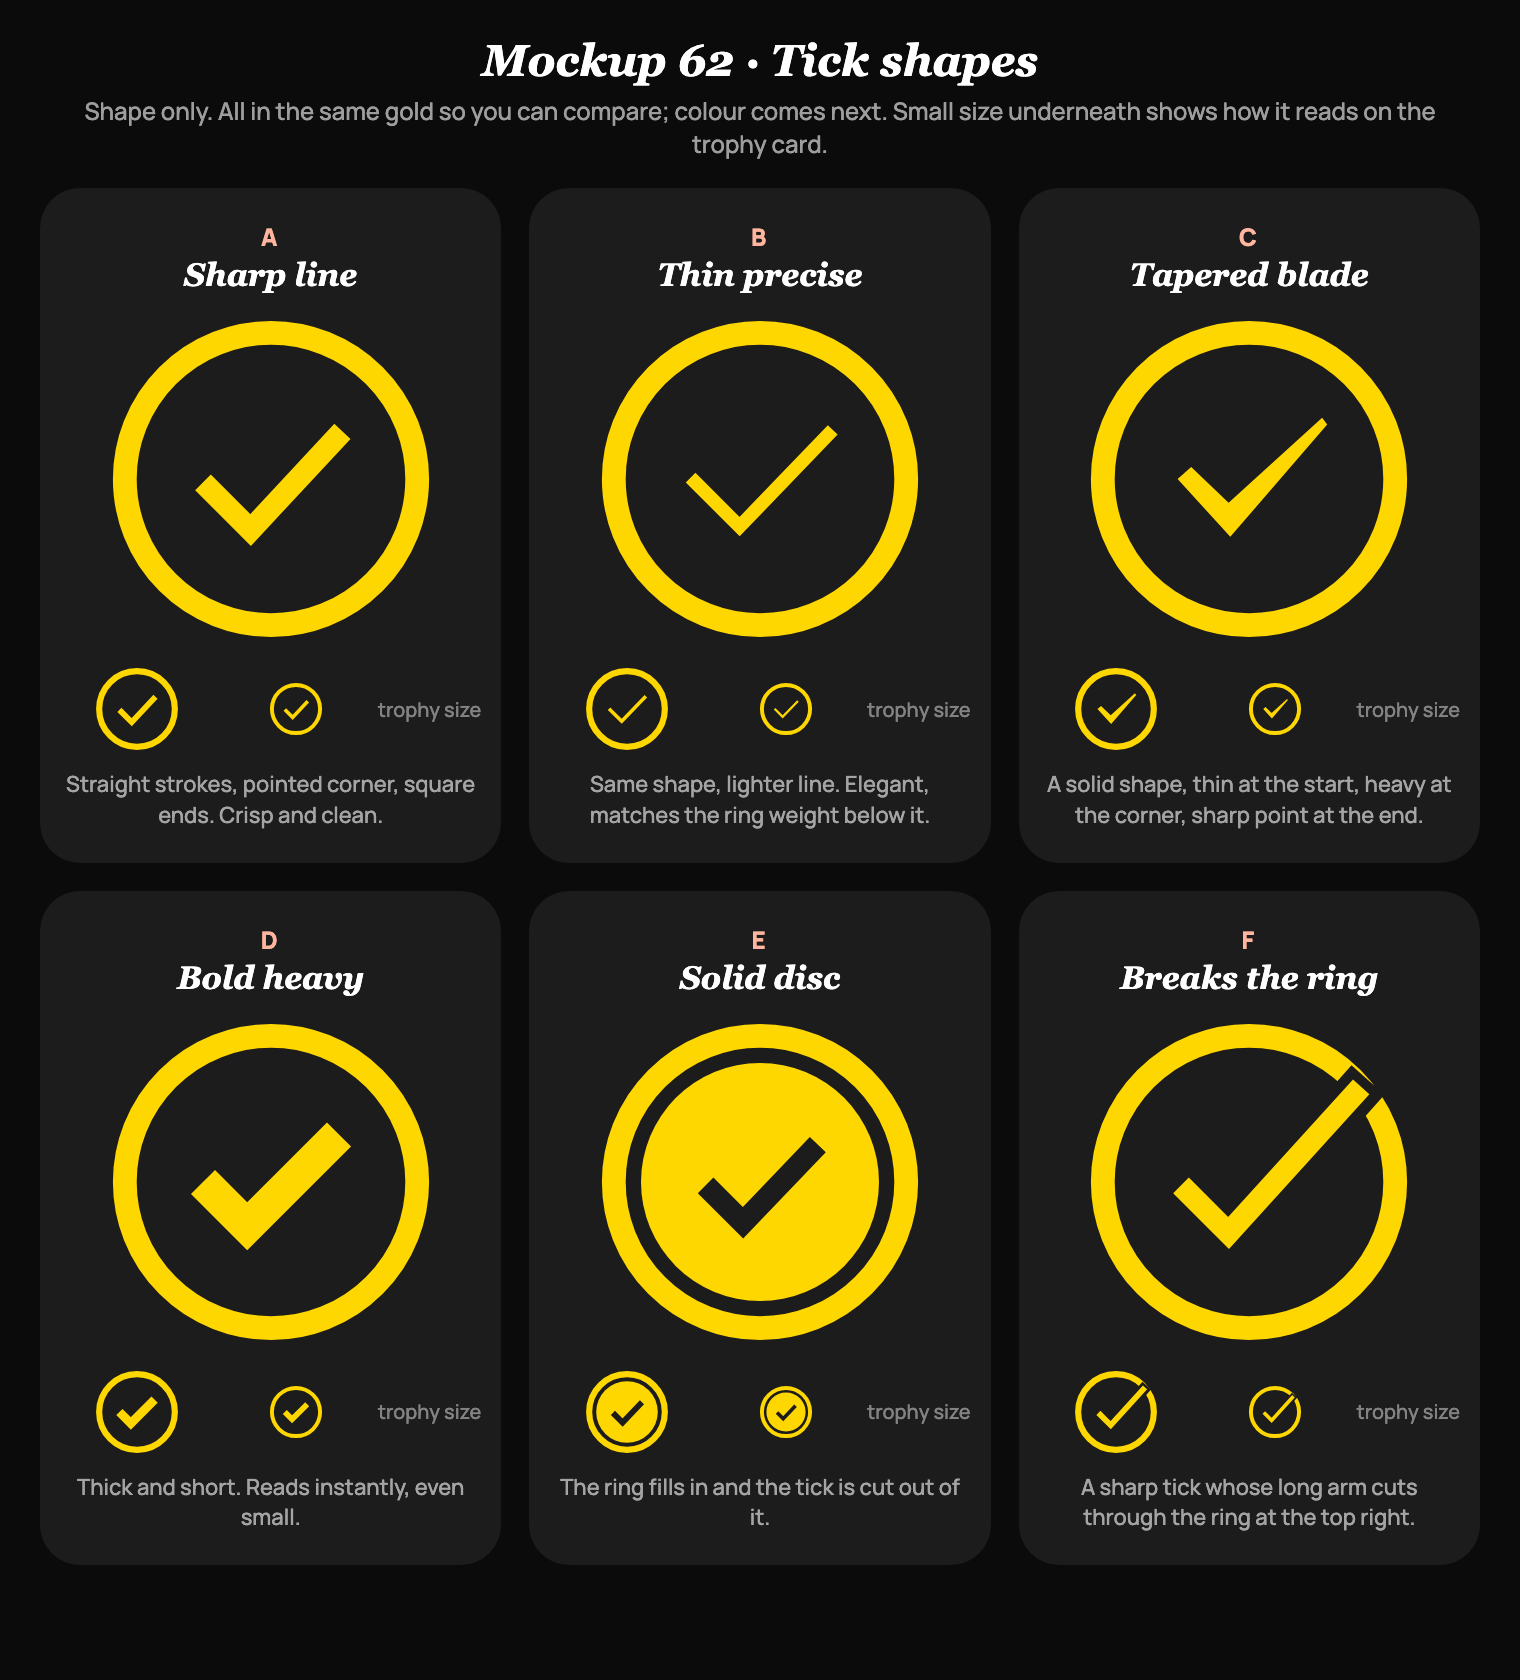 Mockup 62 · Tick shapes
Shape only. All in the same gold so you can compare; colour comes next. Small size underneath shows how it reads on the
trophy card.
A
Sharp line
trophy size
Straight strokes, pointed corner, square
ends. Crisp and clean.
B
Thin precise
trophy size
Same shape, lighter line. Elegant,
matches the ring weight below it.
C
Tapered blade
trophy size
A solid shape, thin at the start, heavy at
the corner, sharp point at the end.
D
Bold heavy
trophy size
Thick and short. Reads instantly, even
small.
E
Solid disc
trophy size
The ring fills in and the tick is cut out of
it.
F
Breaks the ring
trophy size
A sharp tick whose long arm cuts
through the ring at the top right.